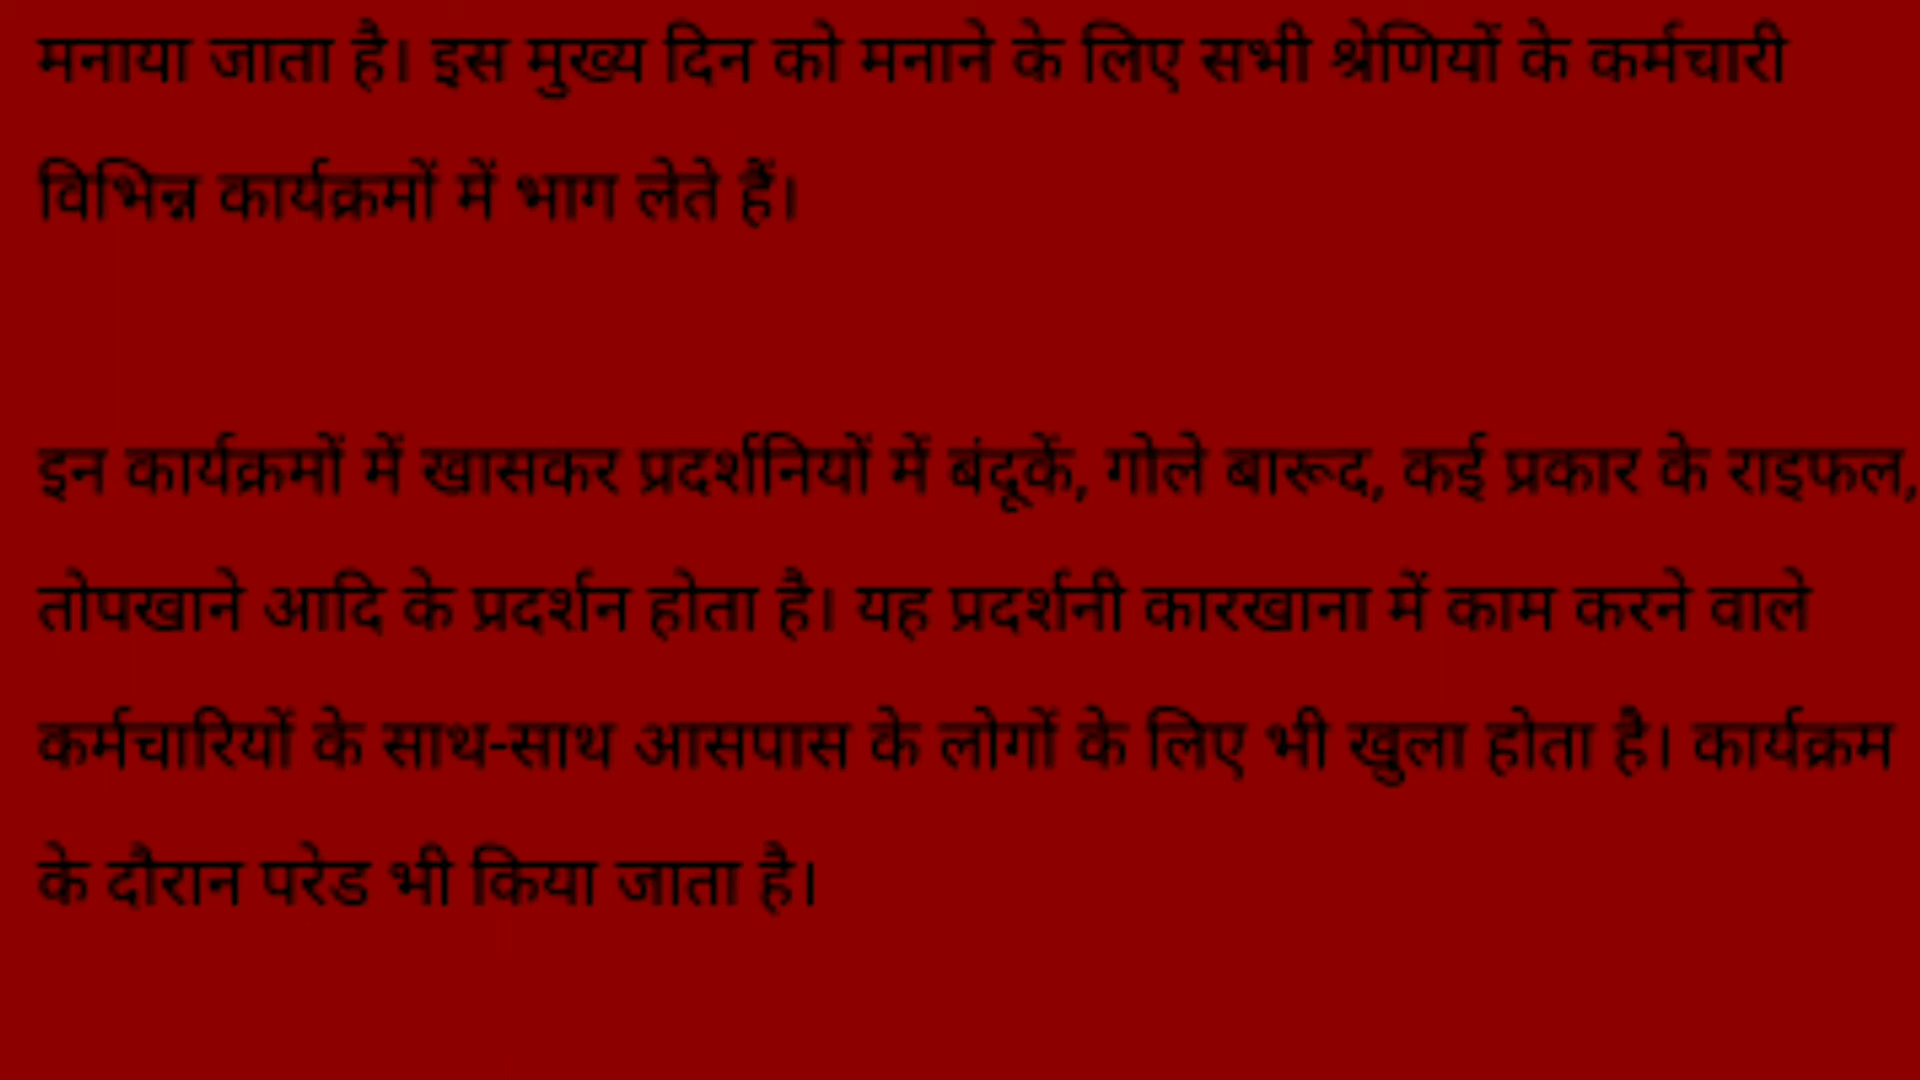 मनाया जाता है। इस मुख्य दिन को मनाने के लिए सभी श्रेणियों के कर्मचारी
विभिन्न कार्यक्रमों में भाग लेते हैं।
इन कार्यक्रमों में खासकर प्रदर्शनियों में बंदूकें, गोले बारूद, कई प्रकार के राइफल,
तोपखाने आदि के प्रदर्शन होता है। यह प्रदर्शनी कारखाना में काम करने वाले
कर्मचारियों के साथ-साथ आसपास के लोगों के लिए भी खुला होता है। कार्यक्रम
के दौरान परेड भी किया जाता है।